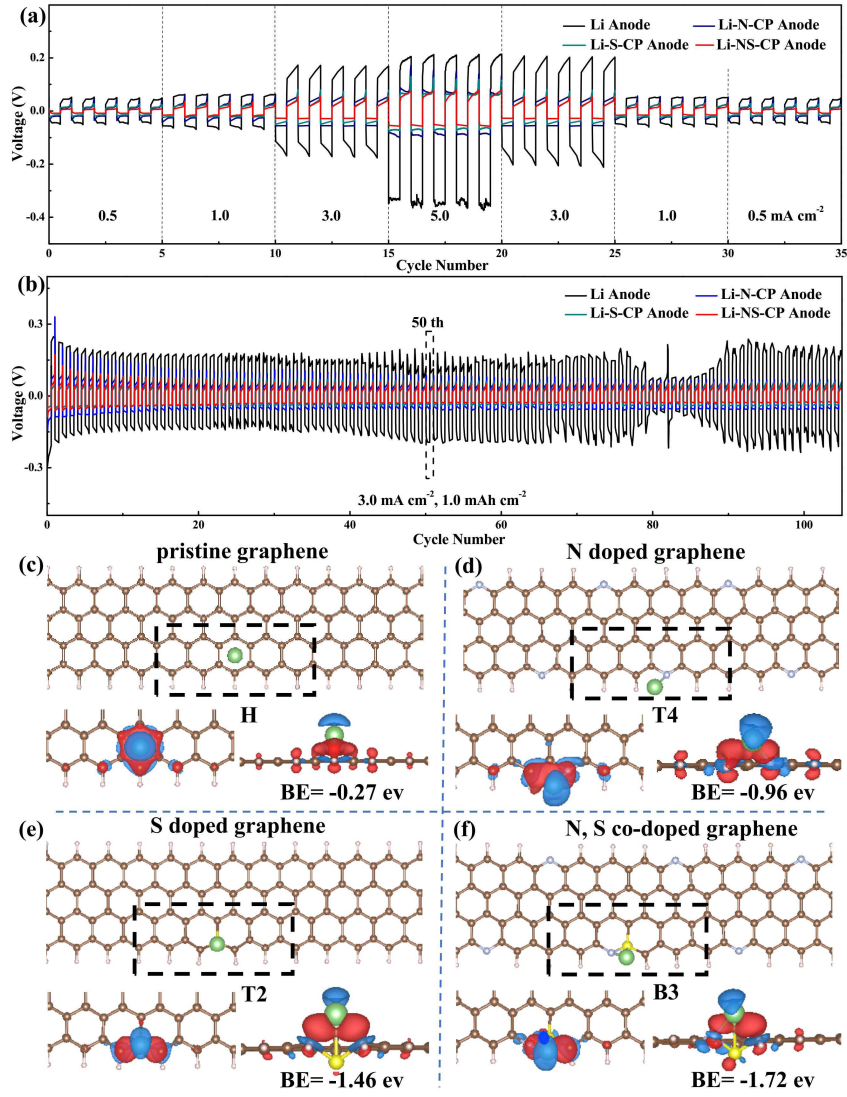 (a)
Li Anode
Li-N-CP Anode
Li-S-CP Anode
Li-NS-CP Anode
0.2
0.0
-0.2
-0.4
Voltage (V)
0.5
1.0
3.0
5.0
3.0
1.0
0.5 mA cm⁻²
0 5 10 15 20 25 30 35
Cycle Number
(b)
Li Anode
Li-N-CP Anode
Li-S-CP Anode
Li-NS-CP Anode
50 th
0.3
0.0
-0.3
Voltage (V)
3.0 mA cm⁻², 1.0 mAh cm⁻²
0 20 40 60 80 100
Cycle Number
(c)
pristine graphene
H
BE= -0.27 ev
(d)
N doped graphene
T4
BE= -0.96 ev
(e)
S doped graphene
T2
BE= -1.46 ev
(f)
N, S co-doped graphene
B3
BE= -1.72 ev